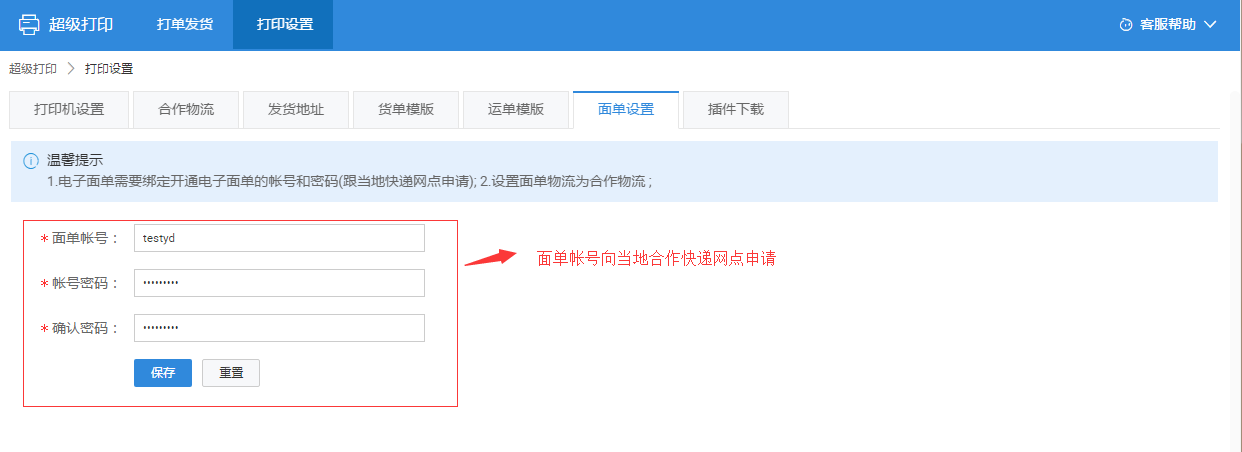 超级打印 打单发货 打印设置 客服帮助
超级打印 > 打印设置
打印机设置 合作物流 发货地址 货单模版 运单模版 面单设置 插件下载
温馨提示
1.电子面单需要绑定开通电子面单的帐号和密码(跟当地快递网点申请); 2.设置面单物流为合作物流 ;
* 面单帐号： testyd
面单帐号向当地合作快递网点申请
* 帐号密码： •••••••••
* 确认密码： •••••••••
保存 重置